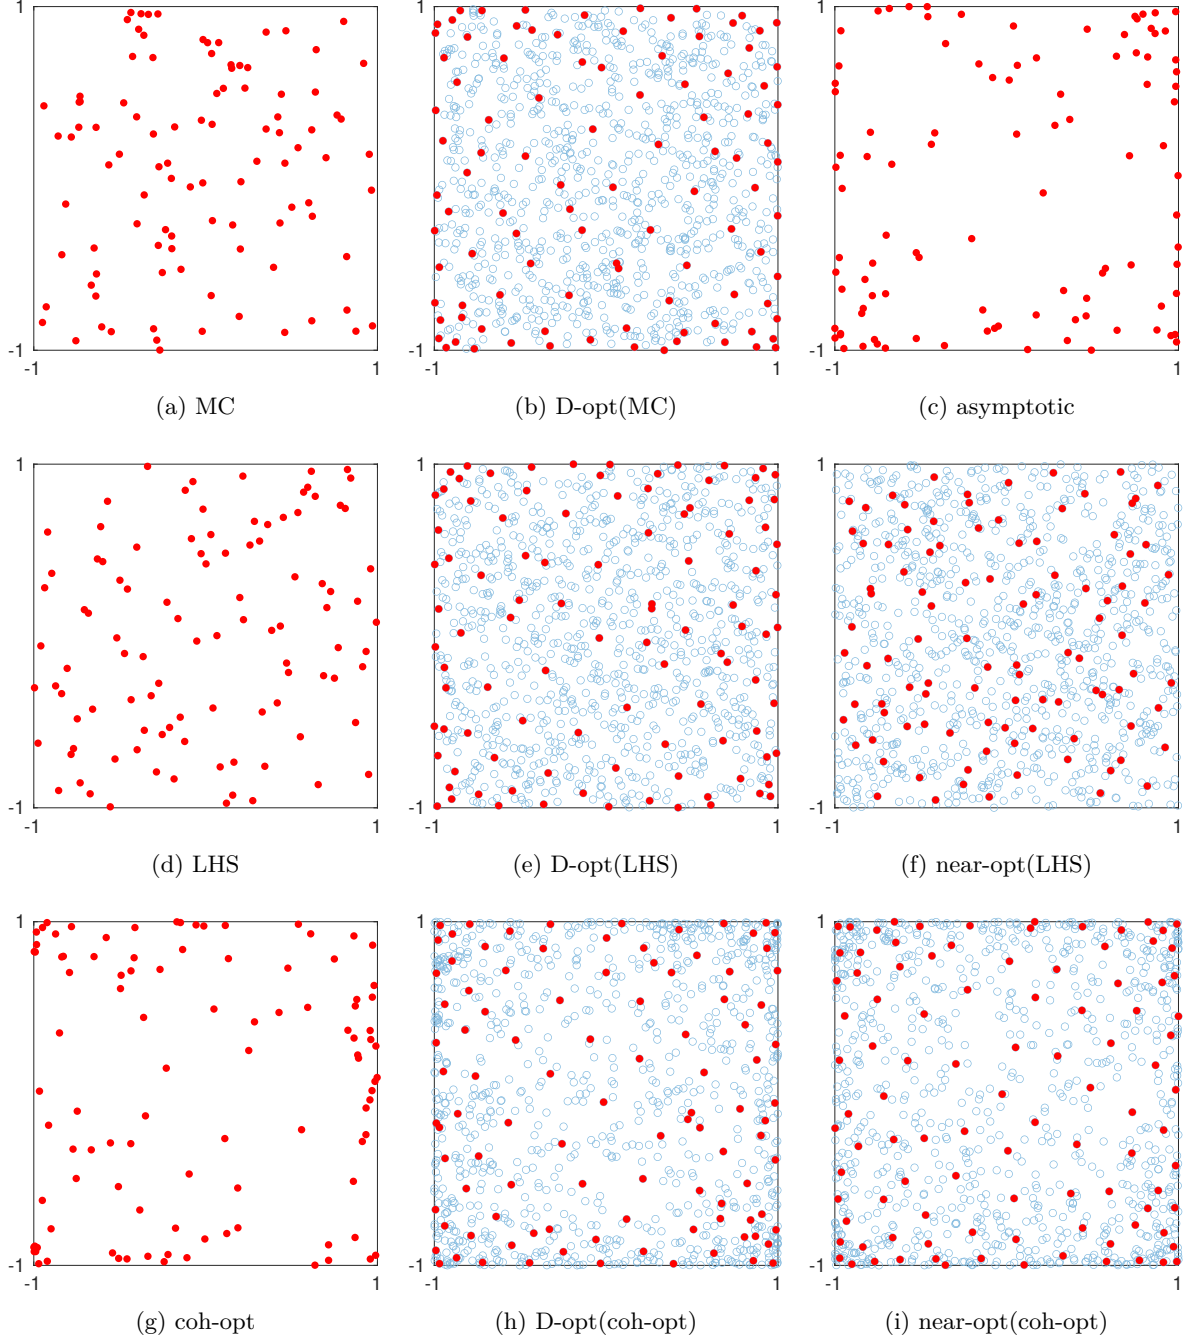 1 1 1
-1 -1 -1
-1 1 -1 1 -1 1
(a) MC (b) D-opt(MC) (c) asymptotic
1 1 1
-1 -1 -1
-1 1 -1 1 -1 1
(d) LHS (e) D-opt(LHS) (f) near-opt(LHS)
1 1 1
-1 -1 -1
-1 1 -1 1 -1 1
(g) coh-opt (h) D-opt(coh-opt) (i) near-opt(coh-opt)